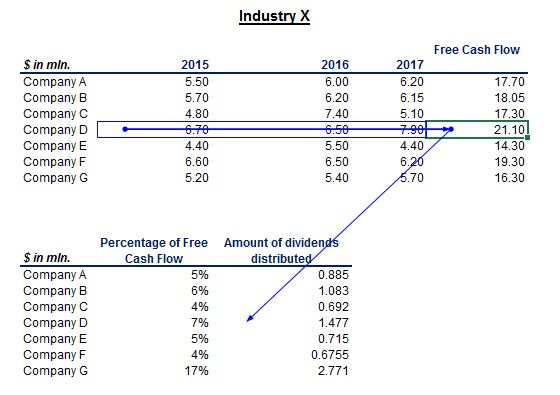 Industry X
Free Cash Flow
$ in mln. 2015 2016 2017
Company A 5.50 6.00 6.20 17.70
Company B 5.70 6.20 6.15 18.05
Company C 4.80 7.40 5.10 17.30
Company D 6.70 6.50 7.90 21.10
Company E 4.40 5.50 4.40 14.30
Company F 6.60 6.50 6.20 19.30
Company G 5.20 5.40 5.70 16.30
Percentage of Free Amount of dividends
$ in mln. Cash Flow distributed
Company A 5% 0.885
Company B 6% 1.083
Company C 4% 0.692
Company D 7% 1.477
Company E 5% 0.715
Company F 4% 0.6755
Company G 17% 2.771